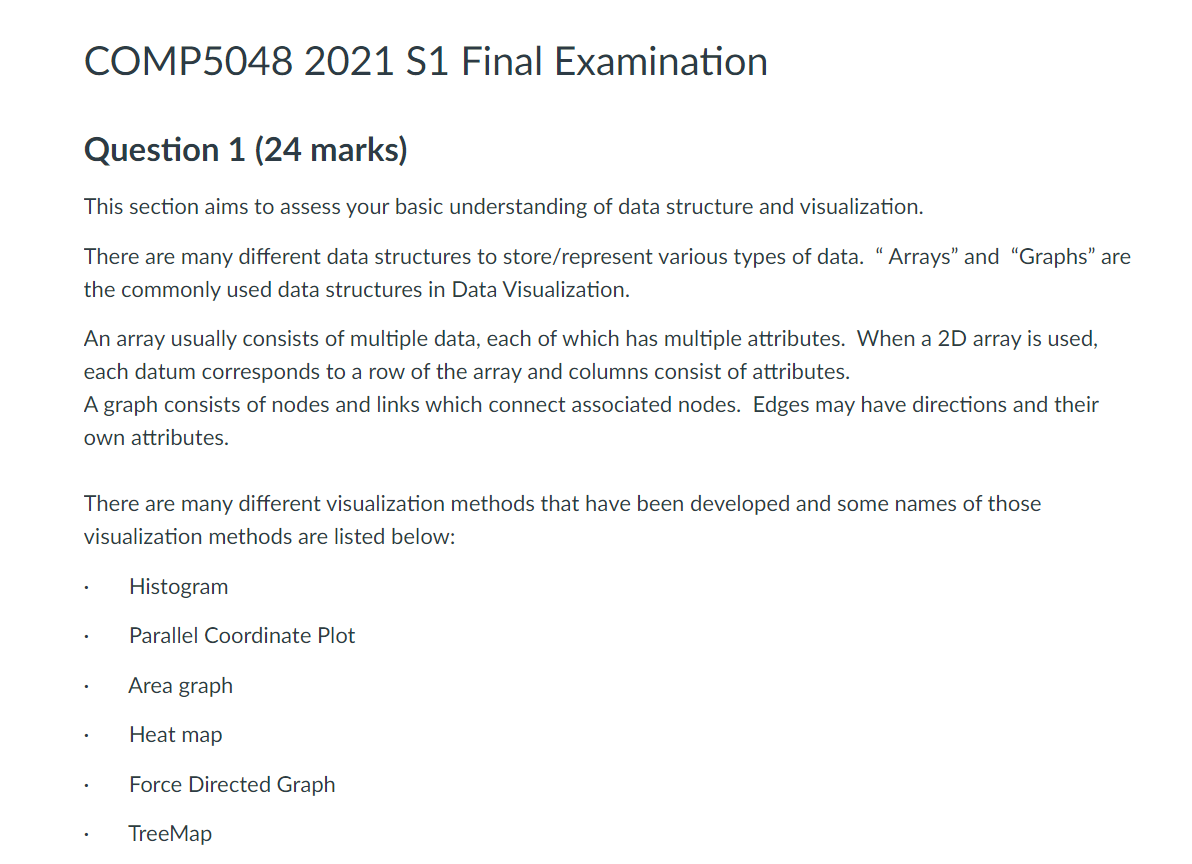 COMP5048 2021 S1 Final Examination
Question 1 (24 marks)
This section aims to assess your basic understanding of data structure and visualization.
There are many different data structures to store/represent various types of data.  “ Arrays” and  “Graphs” are
the commonly used data structures in Data Visualization.
An array usually consists of multiple data, each of which has multiple attributes.  When a 2D array is used,
each datum corresponds to a row of the array and columns consist of attributes.
A graph consists of nodes and links which connect associated nodes.  Edges may have directions and their
own attributes.
There are many different visualization methods that have been developed and some names of those
visualization methods are listed below:
· Histogram
· Parallel Coordinate Plot
· Area graph
· Heat map
· Force Directed Graph
· TreeMap